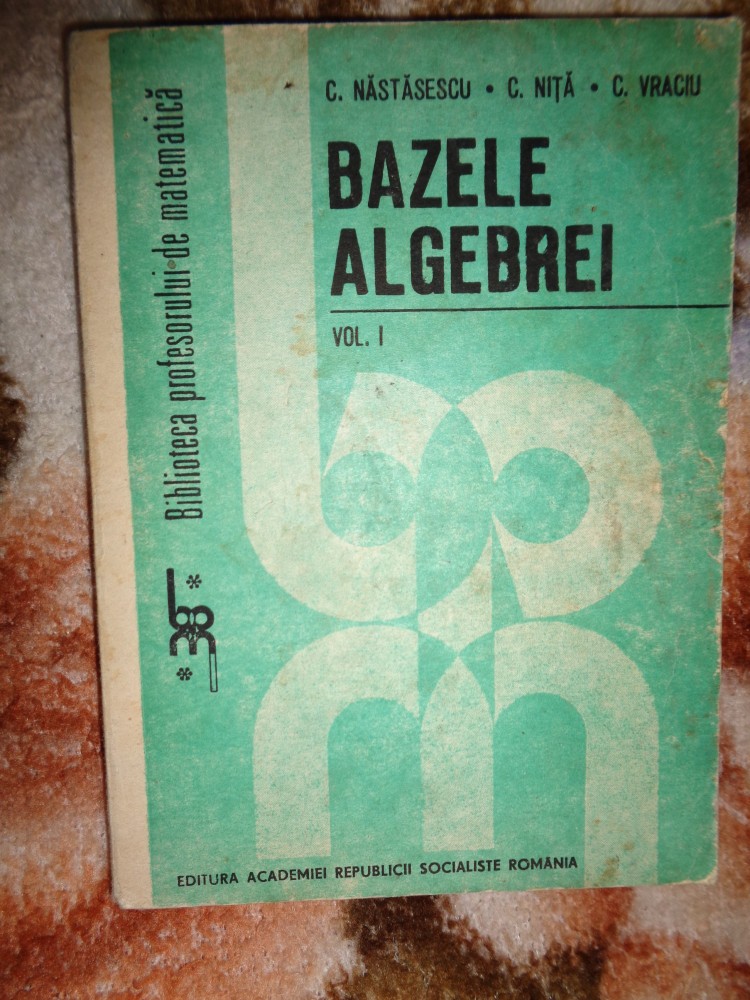 C. NĂSTĂSESCU • C. NIȚĂ • C. VRACIU
BAZELE
ALGEBREI
VOL. I
Biblioteca profesorului de matematică
EDITURA ACADEMIEI REPUBLICII SOCIALISTE ROMÂNIA